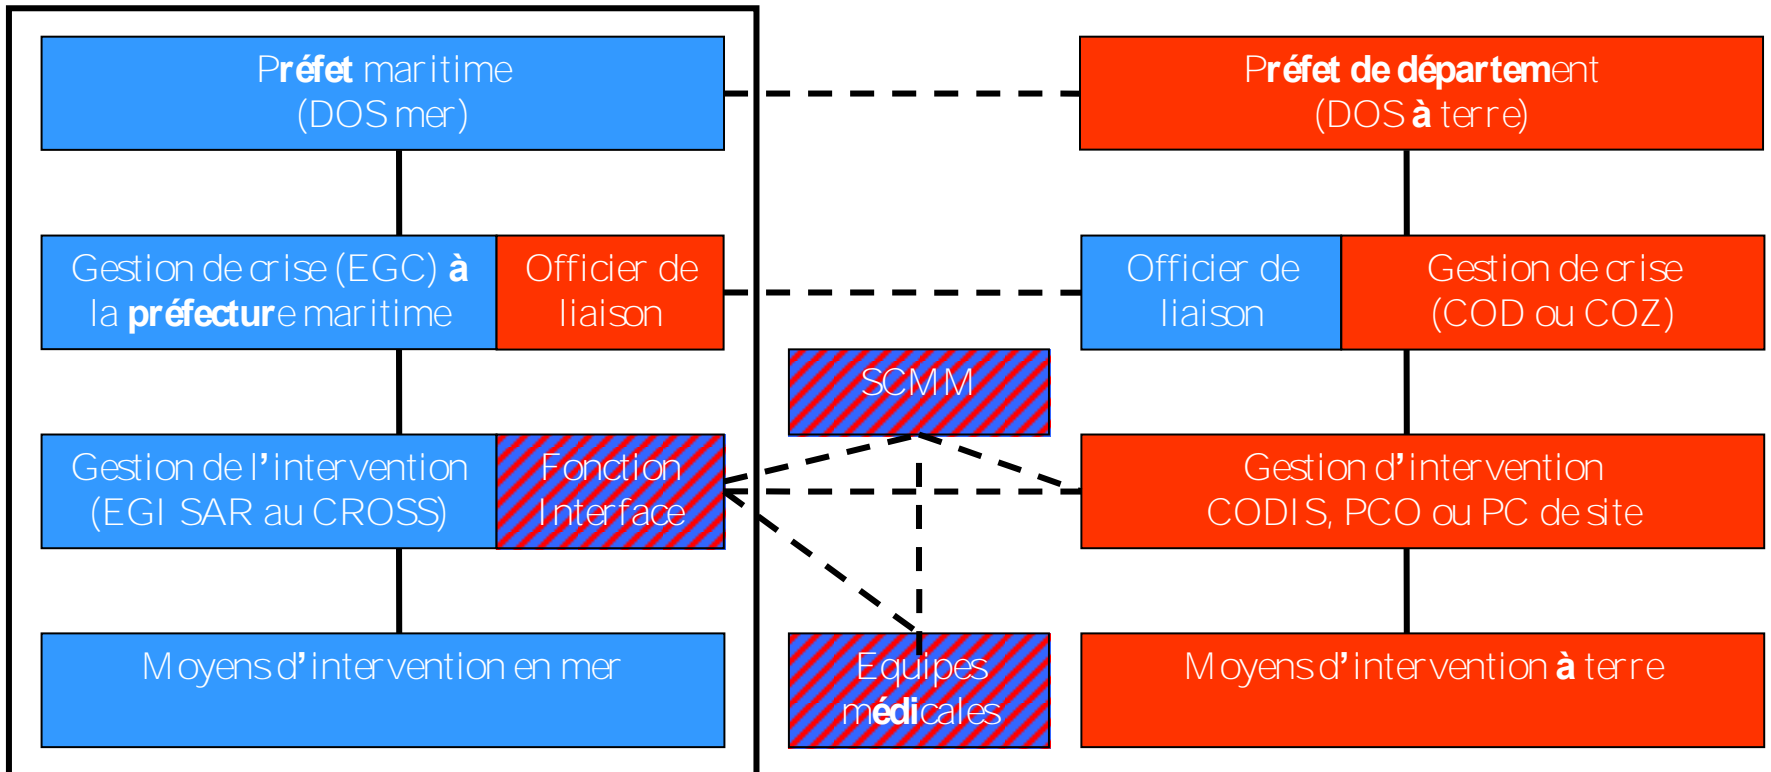 Préfet maritime
(DOS mer)
Préfet de département
(DOS à terre)
Gestion de crise (EGC) à
la préfecture maritime
Officier de
liaison
Officier de
liaison
Gestion de crise
(COD ou COZ)
SCMM
Gestion de l'intervention
(EGI SAR au CROSS)
Fonction
Interface
Gestion d'intervention
CODIS, PCO ou PC de site
Moyens d'intervention en mer
Equipes
médicales
Moyens d'intervention à terre